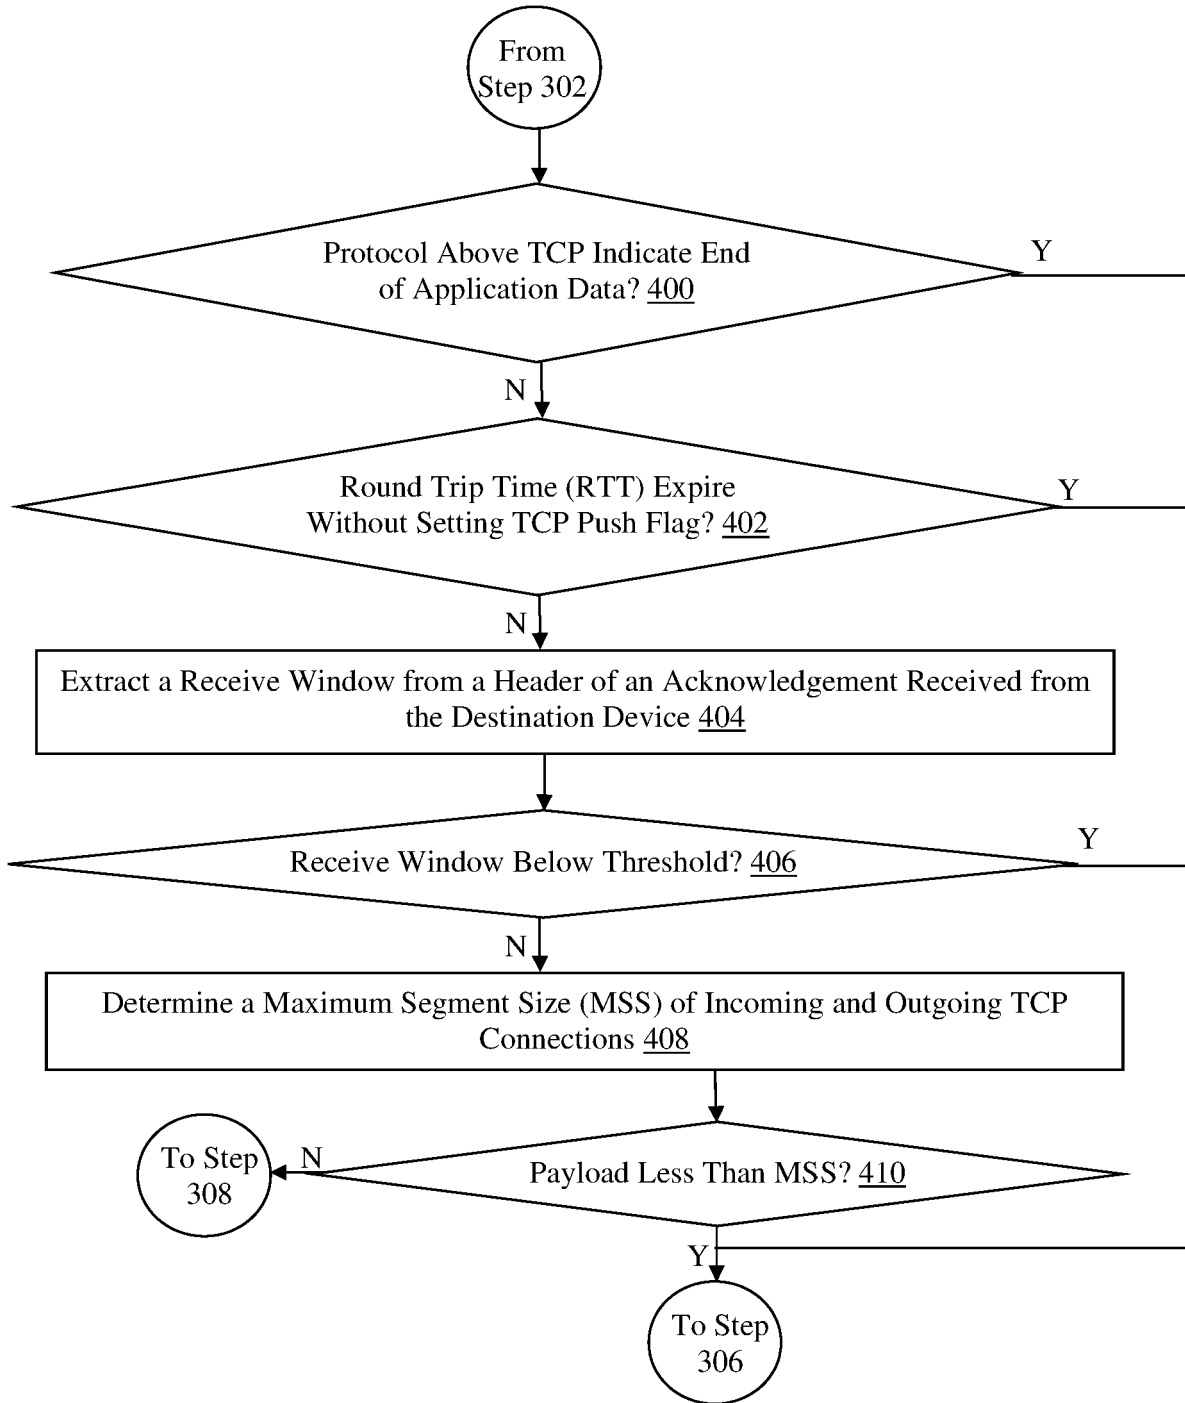 From
Step 302
Protocol Above TCP Indicate End
of Application Data? 400
Y
N
Round Trip Time (RTT) Expire
Without Setting TCP Push Flag? 402
Y
N
Extract a Receive Window from a Header of an Acknowledgement Received from
the Destination Device 404
Receive Window Below Threshold? 406
Y
N
Determine a Maximum Segment Size (MSS) of Incoming and Outgoing TCP
Connections 408
To Step
308
N
Payload Less Than MSS? 410
Y
To Step
306